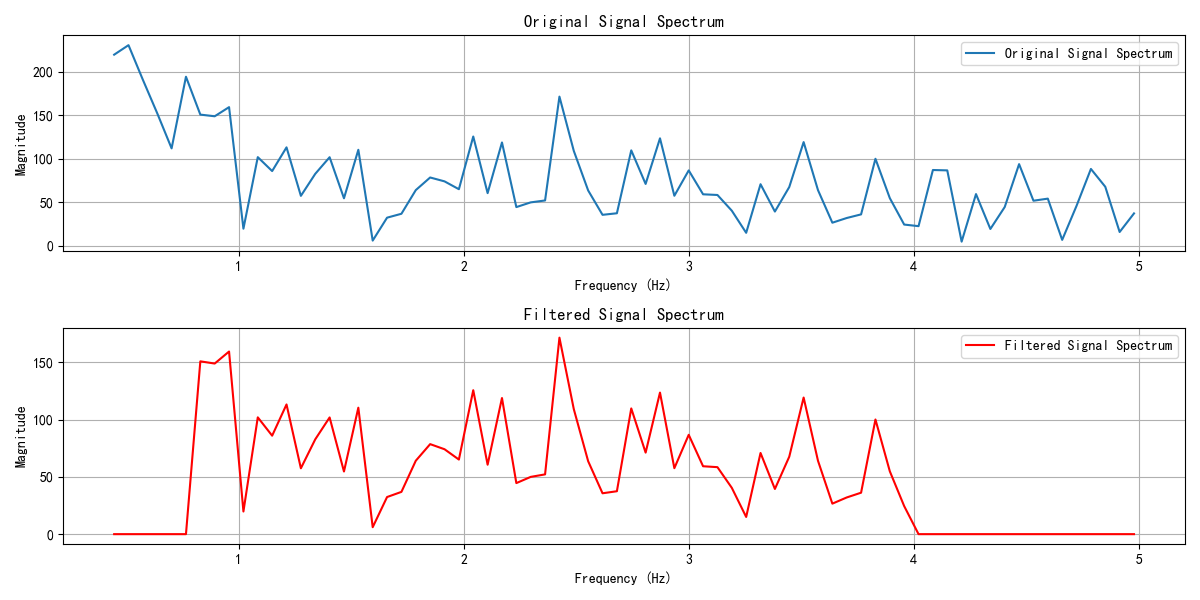 Original Signal Spectrum
Original Signal Spectrum
Magnitude
200
150
100
50
0
1 2 3 4 5
Frequency (Hz)
Filtered Signal Spectrum
Filtered Signal Spectrum
Magnitude
150
100
50
0
1 2 3 4 5
Frequency (Hz)